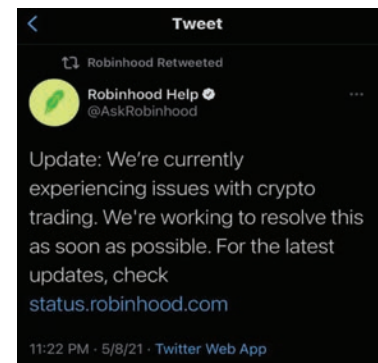 Tweet
Robinhood Retweeted
Robinhood Help
@AskRobinhood
Update: We’re currently
experiencing issues with crypto
trading. We're working to resolve this
as soon as possible. For the latest
updates, check
status.robinhood.com
11:22 PM · 5/8/21 · Twitter Web App